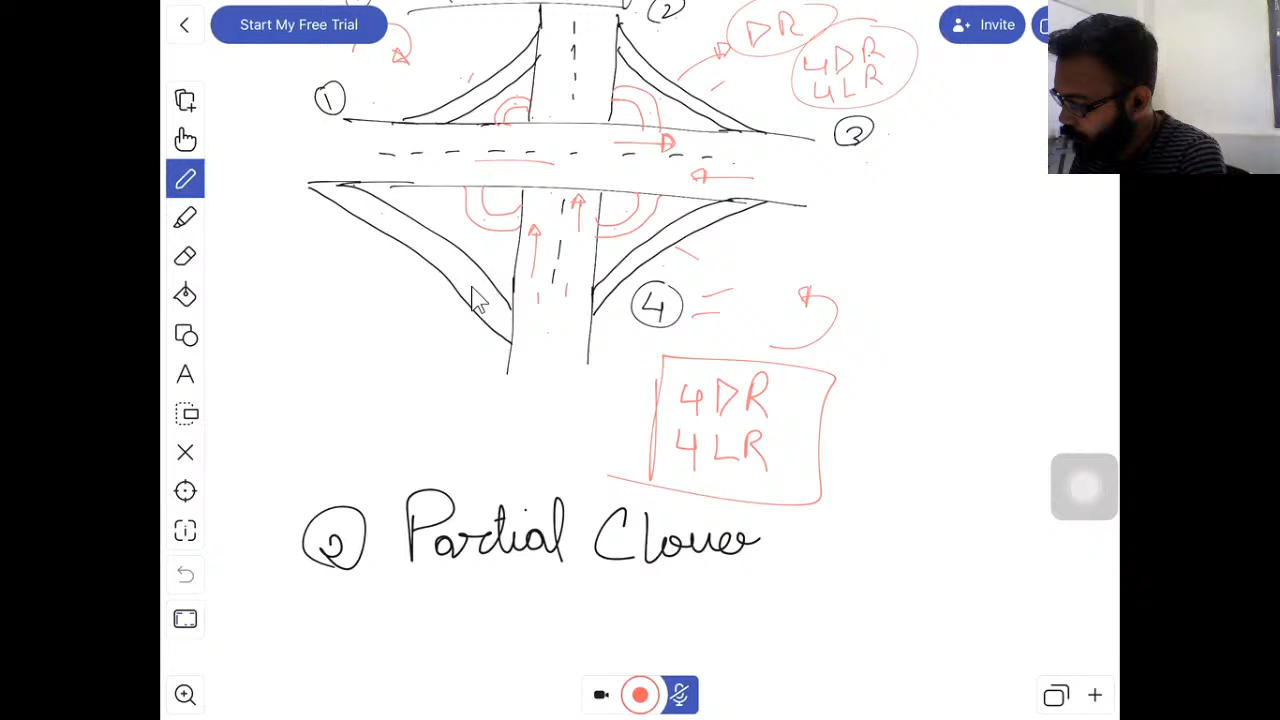 Start My Free Trial
Invite
2
DR
4DR
4LR
1
3
4
4DR
4LR
2 Partial Clover
A